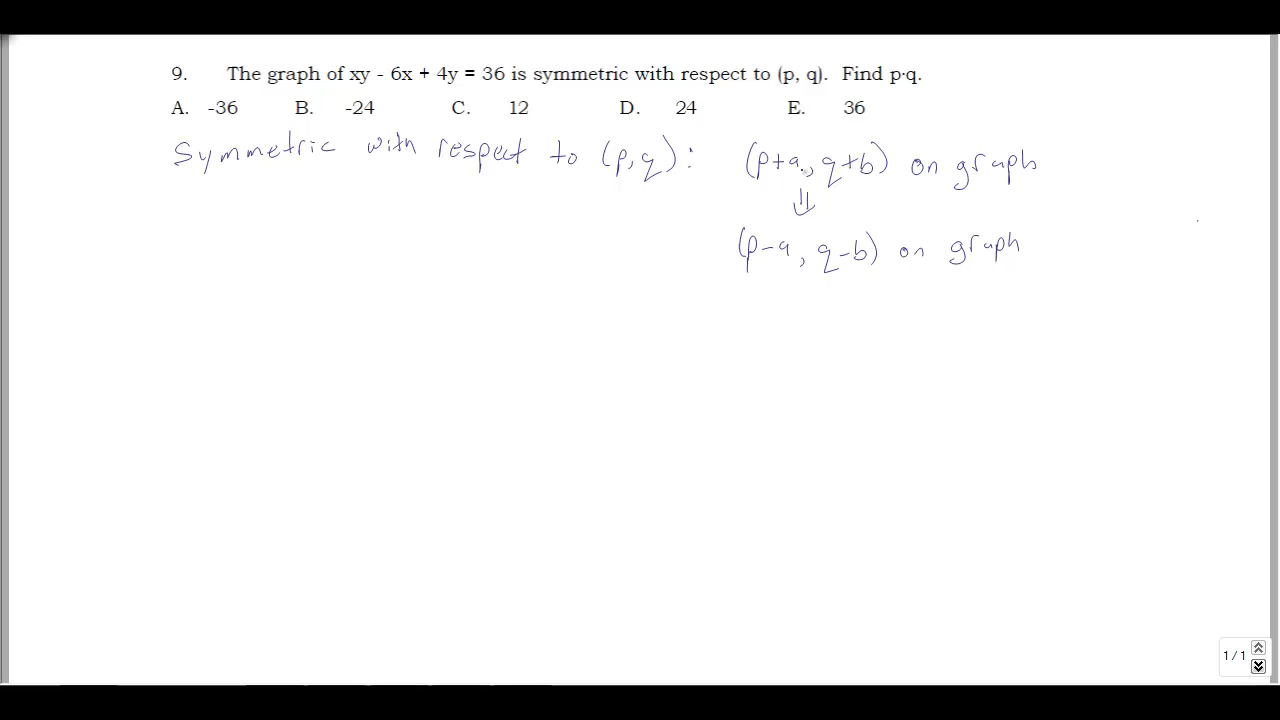 9. The graph of xy - 6x + 4y = 36 is symmetric with respect to (p, q). Find p·q.
A. -36 B. -24 C. 12 D. 24 E. 36
Symmetric with respect to (p, q): (p+a, q+b) on graph
⇓
(p-a, q-b) on graph
1 / 1